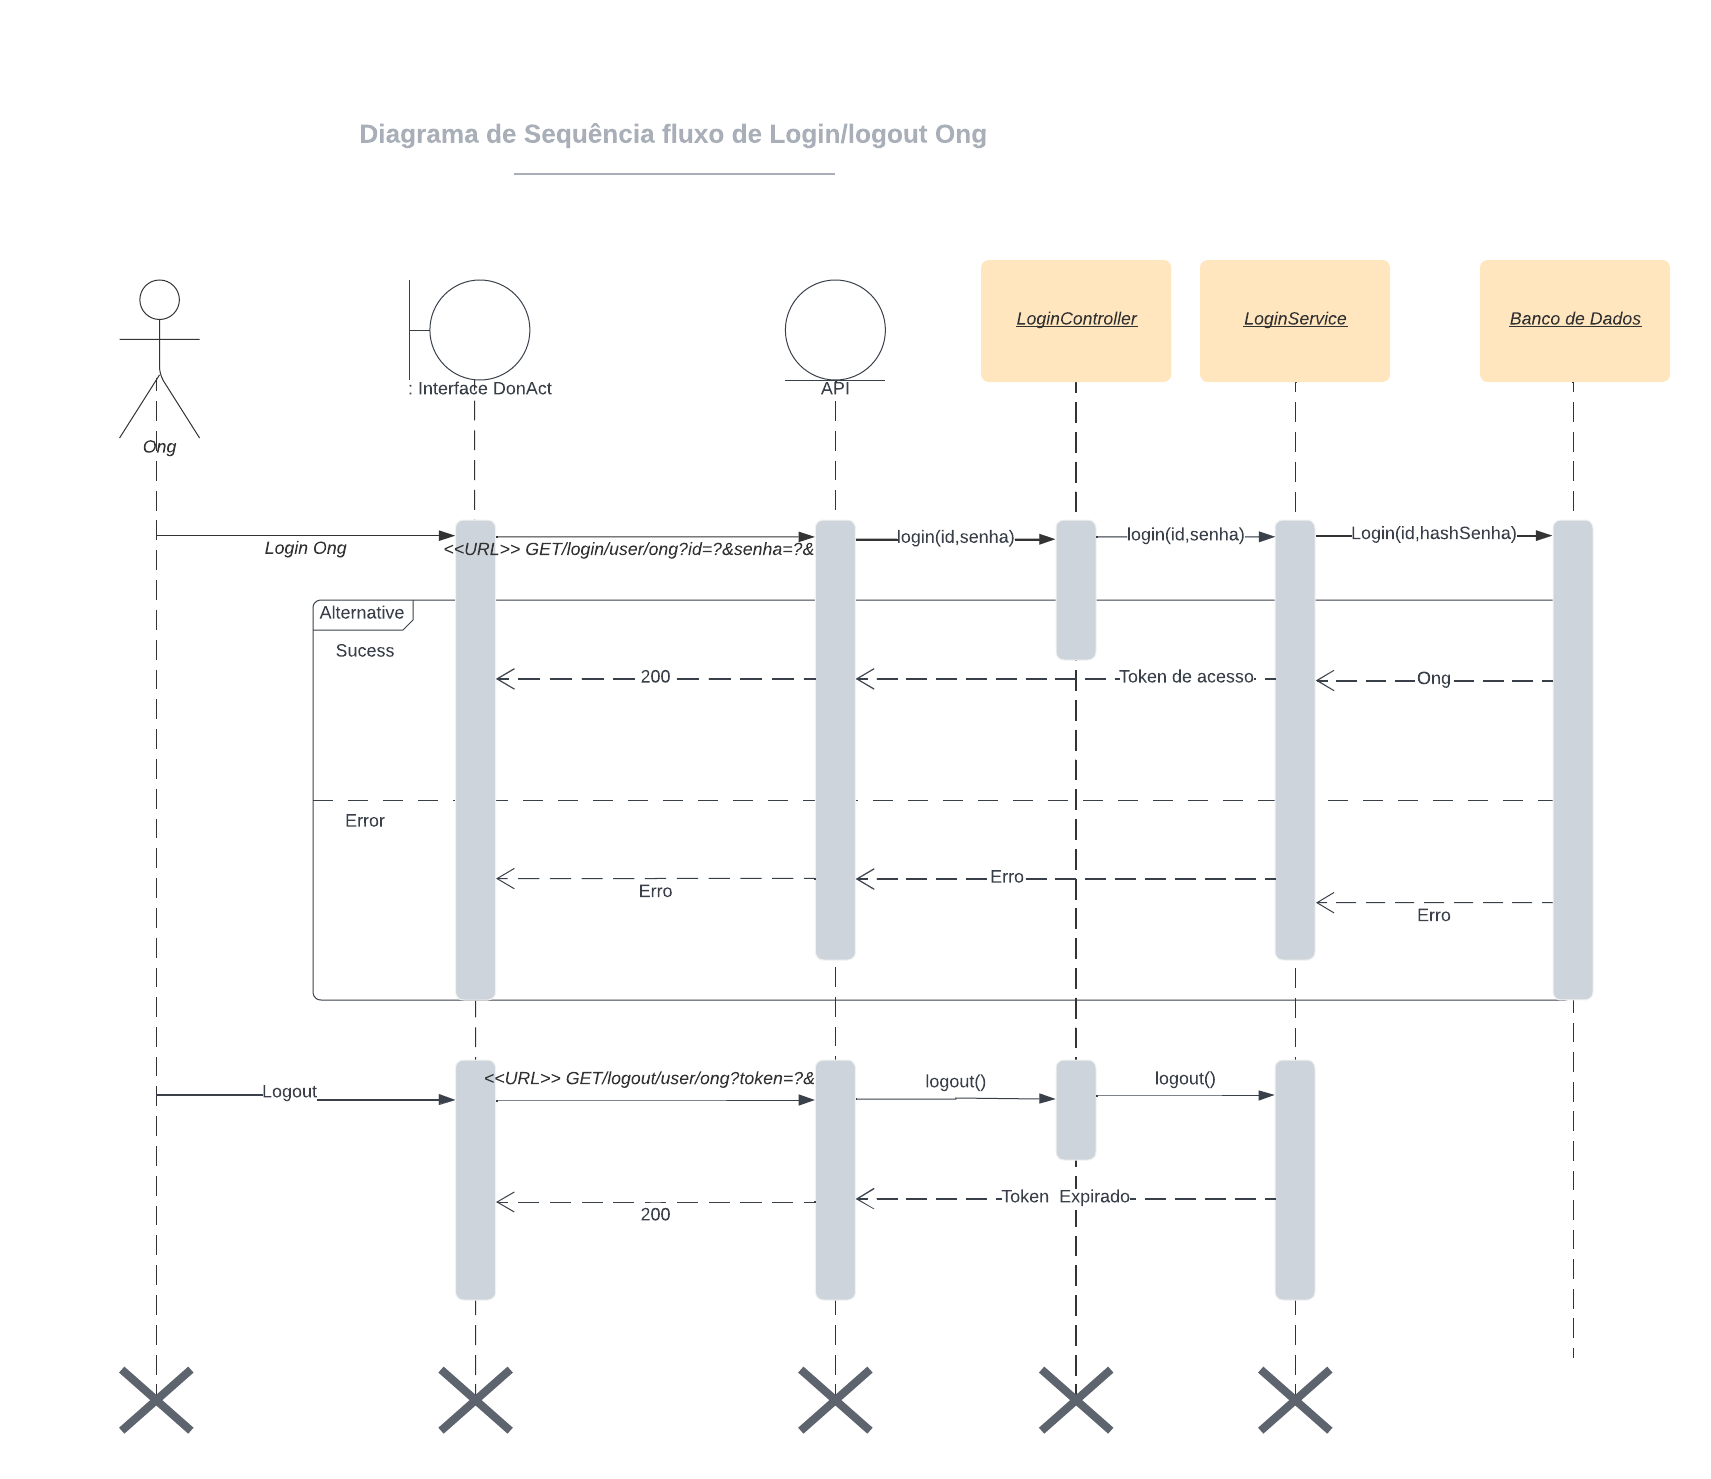 Diagrama de Sequência fluxo de Login/logout Ong
LoginController
LoginService
Banco de Dados
: Interface DonAct
API
Ong
Login Ong
<<URL>> GET/login/user/ong?id=?&senha=?&
login(id,senha)
login(id,senha)
Login(id,hashSenha)
Alternative
Sucess
200
Token de acesso
Ong
Error
Erro
Erro
Erro
Logout
<<URL>> GET/logout/user/ong?token=?&
logout()
logout()
200
Token  Expirado